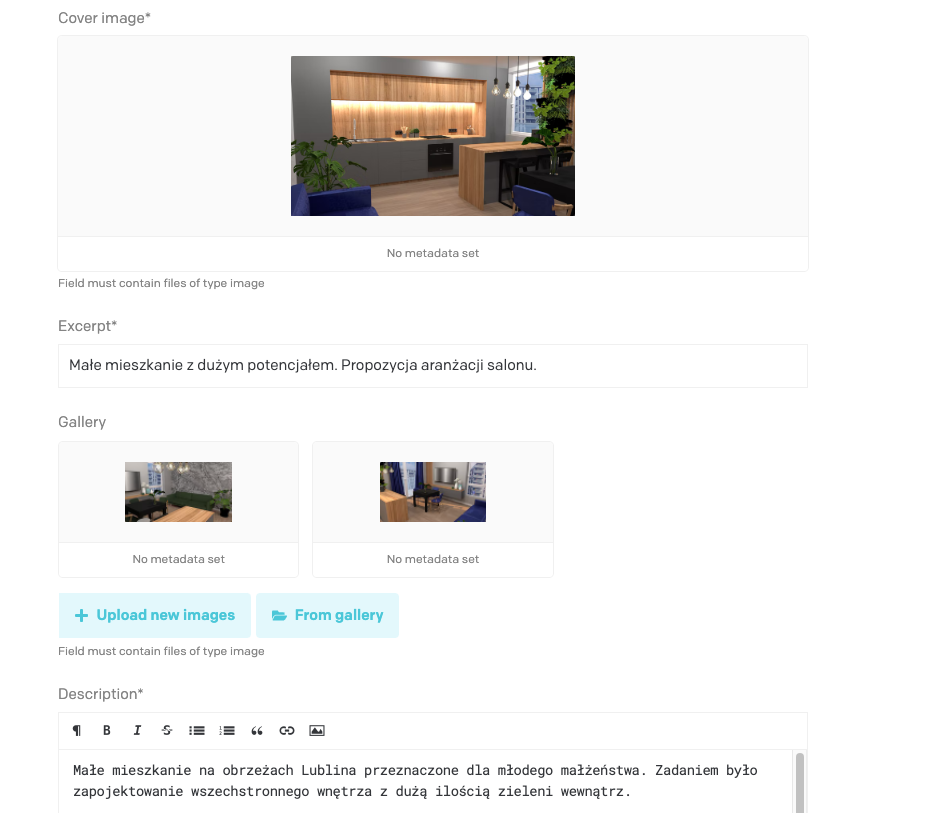 Cover image*
No metadata set
Field must contain files of type image
Excerpt*
Małe mieszkanie z dużym potencjałem. Propozycja aranżacji salonu.
Gallery
No metadata set
No metadata set
Upload new images
From gallery
Field must contain files of type image
Description*
Małe mieszkanie na obrzeżach Lublina przeznaczone dla młodego małżeństwa. Zadaniem było
zapojektowanie wszechstronnego wnętrza z dużą ilością zieleni wewnątrz.